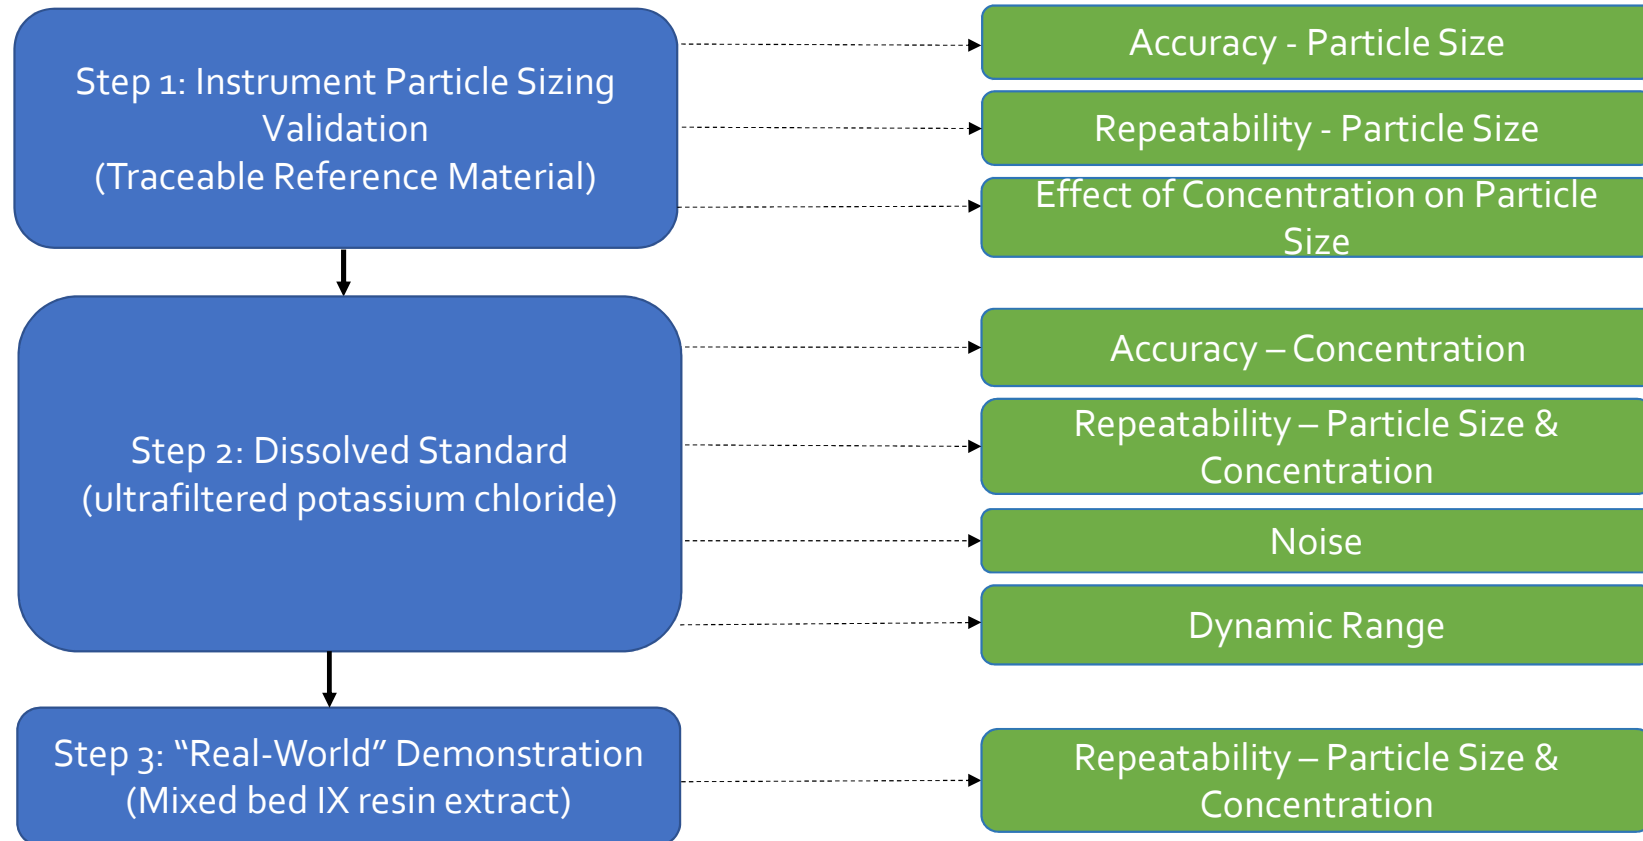 Step 1: Instrument Particle Sizing
Validation
(Traceable Reference Material)
Accuracy - Particle Size
Repeatability - Particle Size
Effect of Concentration on Particle
Size
Step 2: Dissolved Standard
(ultrafiltered potassium chloride)
Accuracy – Concentration
Repeatability – Particle Size &
Concentration
Noise
Dynamic Range
Step 3: “Real-World” Demonstration
(Mixed bed IX resin extract)
Repeatability – Particle Size &
Concentration